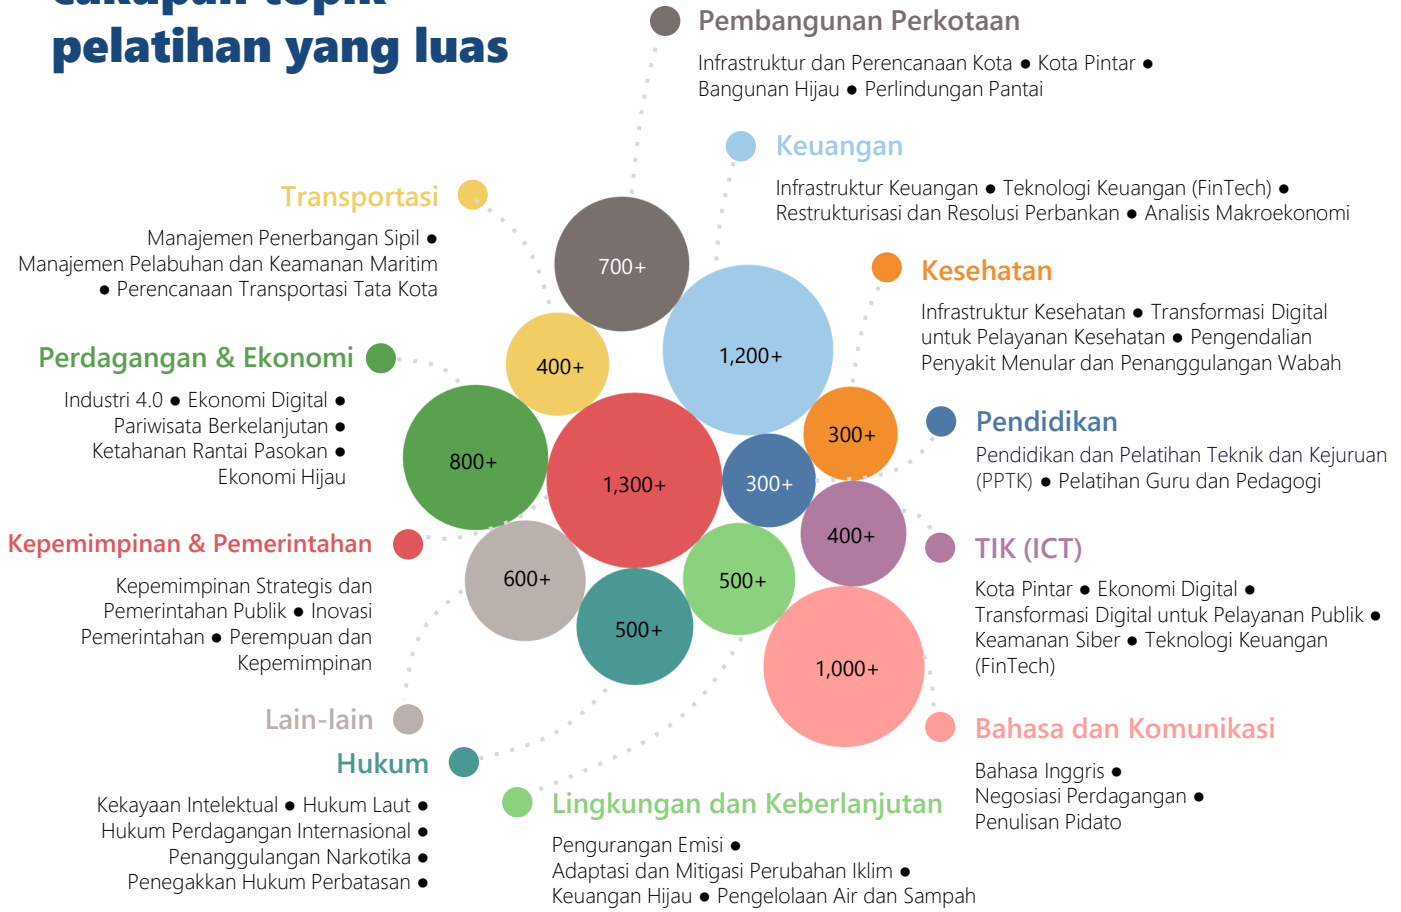 cakupan topik
pelatihan yang luas
Pembangunan Perkotaan
Infrastruktur dan Perencanaan Kota ● Kota Pintar ●
Bangunan Hijau ● Perlindungan Pantai
Keuangan
Infrastruktur Keuangan ● Teknologi Keuangan (FinTech) ●
Restrukturisasi dan Resolusi Perbankan ● Analisis Makroekonomi
Transportasi
Manajemen Penerbangan Sipil ●
Manajemen Pelabuhan dan Keamanan Maritim
● Perencanaan Transportasi Tata Kota
Kesehatan
Infrastruktur Kesehatan ● Transformasi Digital
untuk Pelayanan Kesehatan ● Pengendalian
Penyakit Menular dan Penanggulangan Wabah
Perdagangan & Ekonomi
Industri 4.0 ● Ekonomi Digital ●
Pariwisata Berkelanjutan ●
Ketahanan Rantai Pasokan ●
Ekonomi Hijau
700+
1,200+
400+
300+
800+
1,300+
300+
400+
600+
500+
500+
1,000+
Pendidikan
Pendidikan dan Pelatihan Teknik dan Kejuruan
(PPTK) ● Pelatihan Guru dan Pedagogi
Kepemimpinan & Pemerintahan
Kepemimpinan Strategis dan
Pemerintahan Publik ● Inovasi
Pemerintahan ● Perempuan dan
Kepemimpinan
TIK (ICT)
Kota Pintar ● Ekonomi Digital ●
Transformasi Digital untuk Pelayanan Publik ●
Keamanan Siber ● Teknologi Keuangan
(FinTech)
Lain-lain
Hukum
Kekayaan Intelektual ● Hukum Laut ●
Hukum Perdagangan Internasional ●
Penanggulangan Narkotika ●
Penegakkan Hukum Perbatasan ●
Bahasa dan Komunikasi
Bahasa Inggris ●
Negosiasi Perdagangan ●
Penulisan Pidato
Lingkungan dan Keberlanjutan
Pengurangan Emisi ●
Adaptasi dan Mitigasi Perubahan Iklim ●
Keuangan Hijau ● Pengelolaan Air dan Sampah